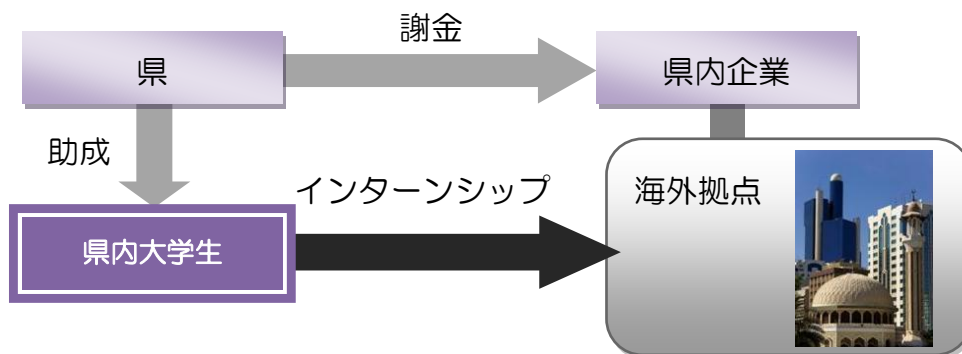 謝金
県
県内企業
助成
インターンシップ
海外拠点
県内大学生